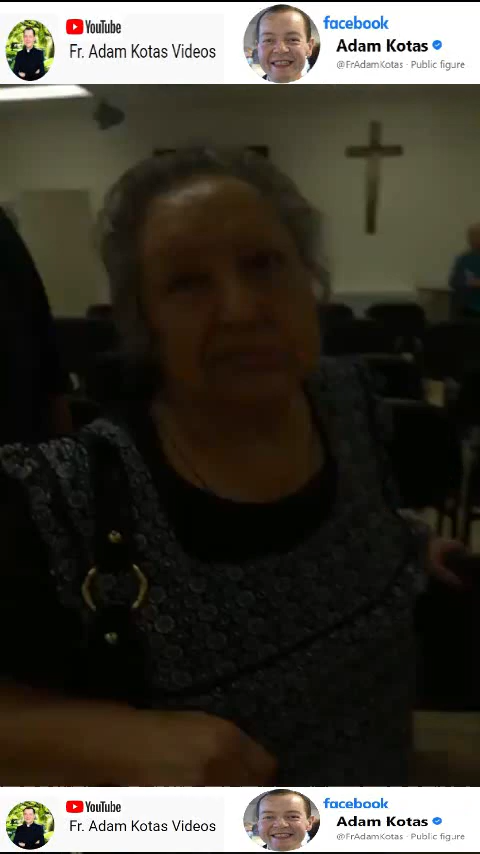 YouTube
Fr. Adam Kotas Videos
facebook
Adam Kotas
@FrAdamKotas · Public figure
YouTube
Fr. Adam Kotas Videos
facebook
Adam Kotas
@FrAdamKotas · Public figure